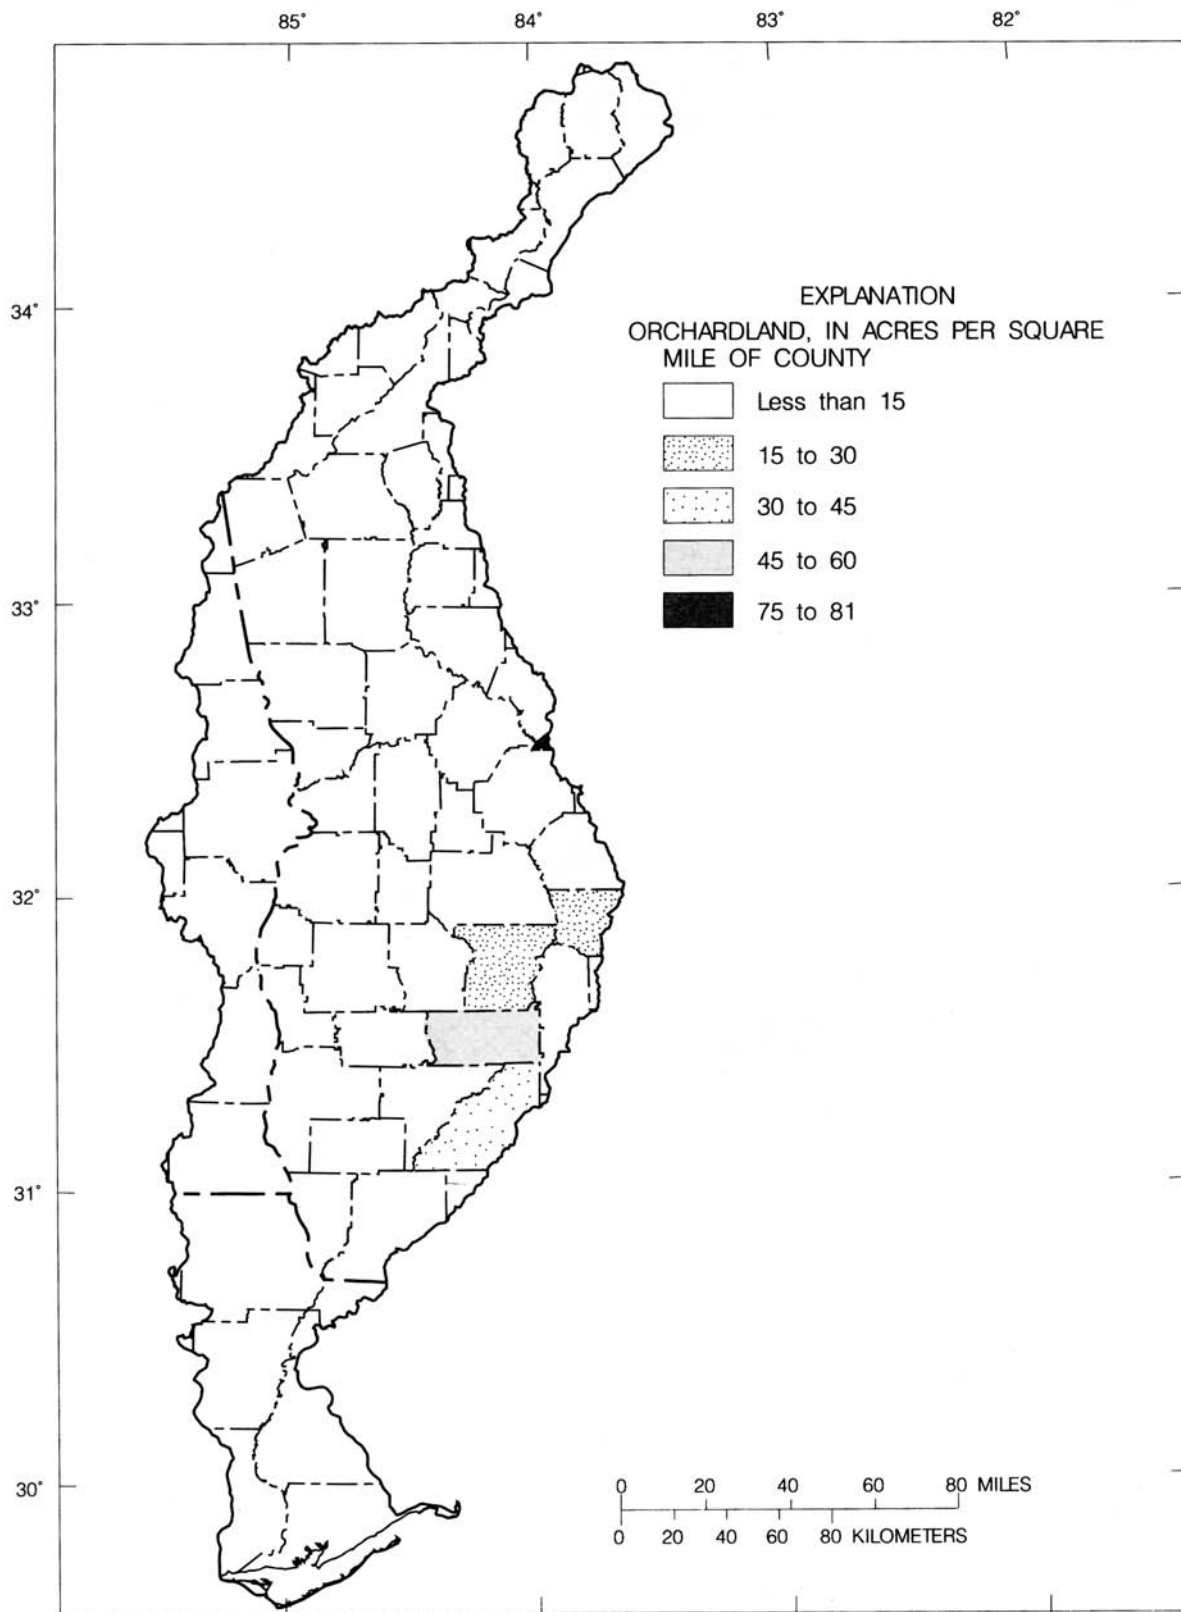 85° 84° 83° 82°
34°
33°
32°
31°
30°
EXPLANATION
ORCHARDLAND, IN ACRES PER SQUARE
MILE OF COUNTY
Less than 15
15 to 30
30 to 45
45 to 60
75 to 81
0 20 40 60 80 MILES
0 20 40 60 80 KILOMETERS